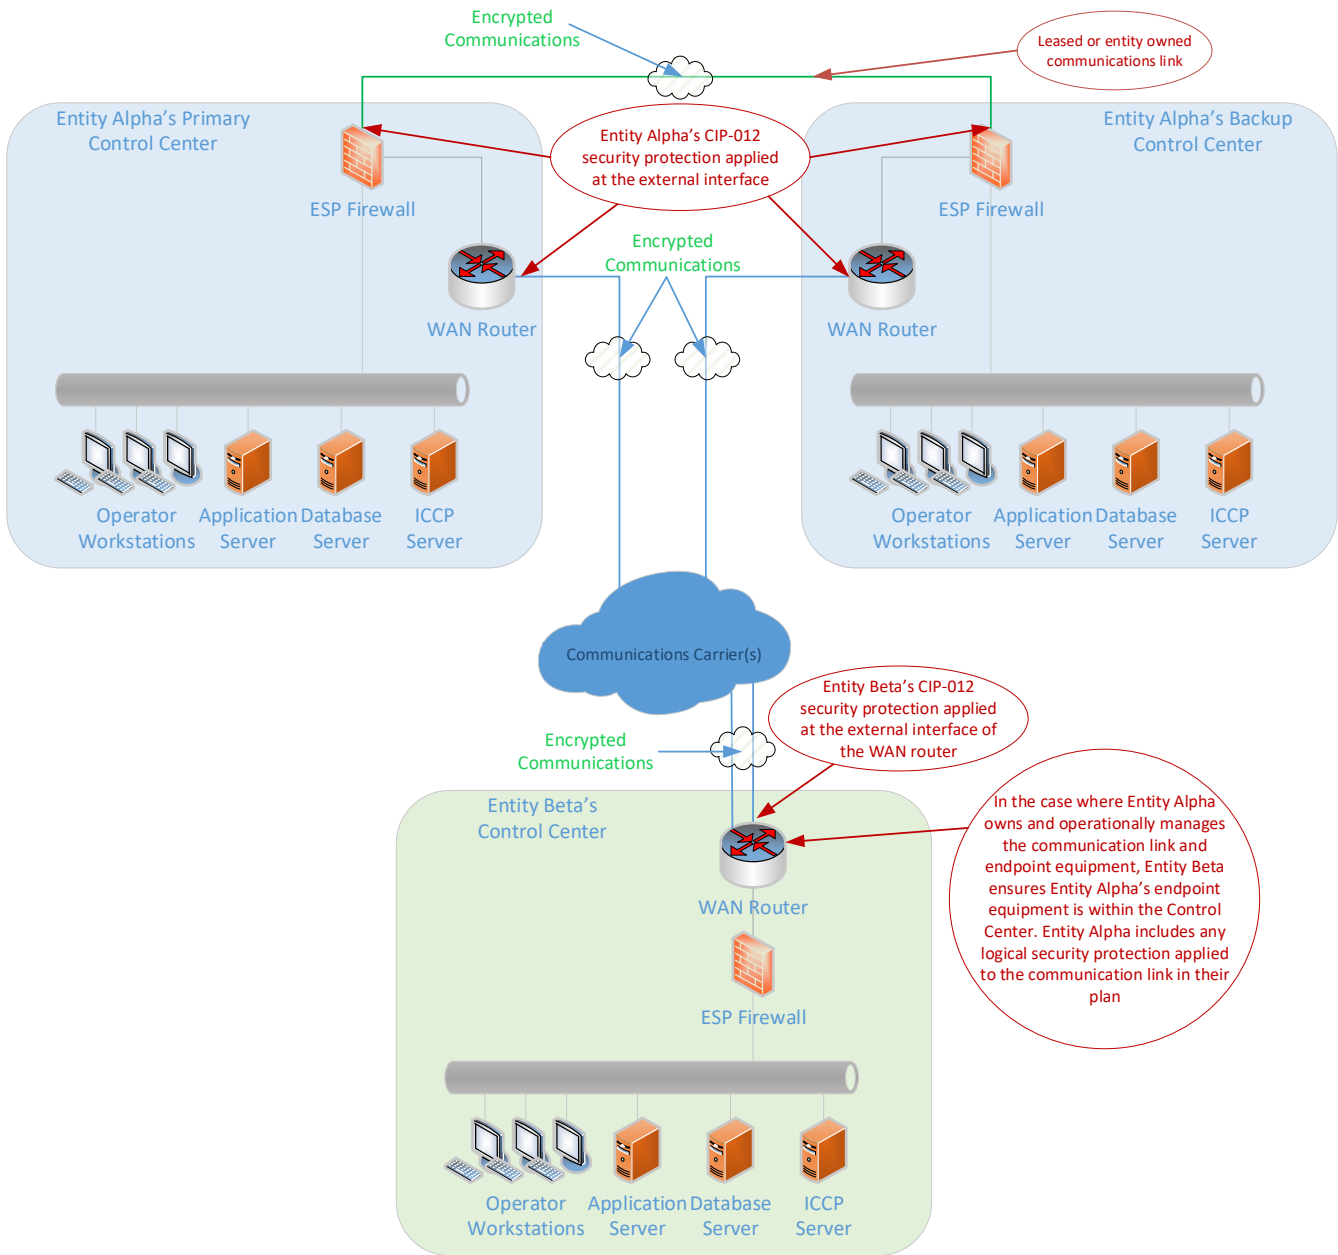 Encrypted
Communications
Leased or entity owned
communications link
Entity Alpha's Primary
Control Center
Entity Alpha's CIP-012
security protection applied
at the external interface
Entity Alpha's Backup
Control Center
ESP Firewall
ESP Firewall
Encrypted
Communications
WAN Router
WAN Router
Operator
Workstations
Application
Server
Database
Server
ICCP
Server
Operator
Workstations
Application
Server
Database
Server
ICCP
Server
Communications Carrier(s)
Entity Beta's CIP-012
security protection applied
at the external interface of
the WAN router
Encrypted
Communications
Entity Beta's
Control Center
In the case where Entity Alpha
owns and operationally manages
the communication link and
endpoint equipment, Entity Beta
ensures Entity Alpha's endpoint
equipment is within the Control
Center. Entity Alpha includes any
logical security protection applied
to the communication link in their
plan
WAN Router
ESP Firewall
Operator
Workstations
Application
Server
Database
Server
ICCP
Server